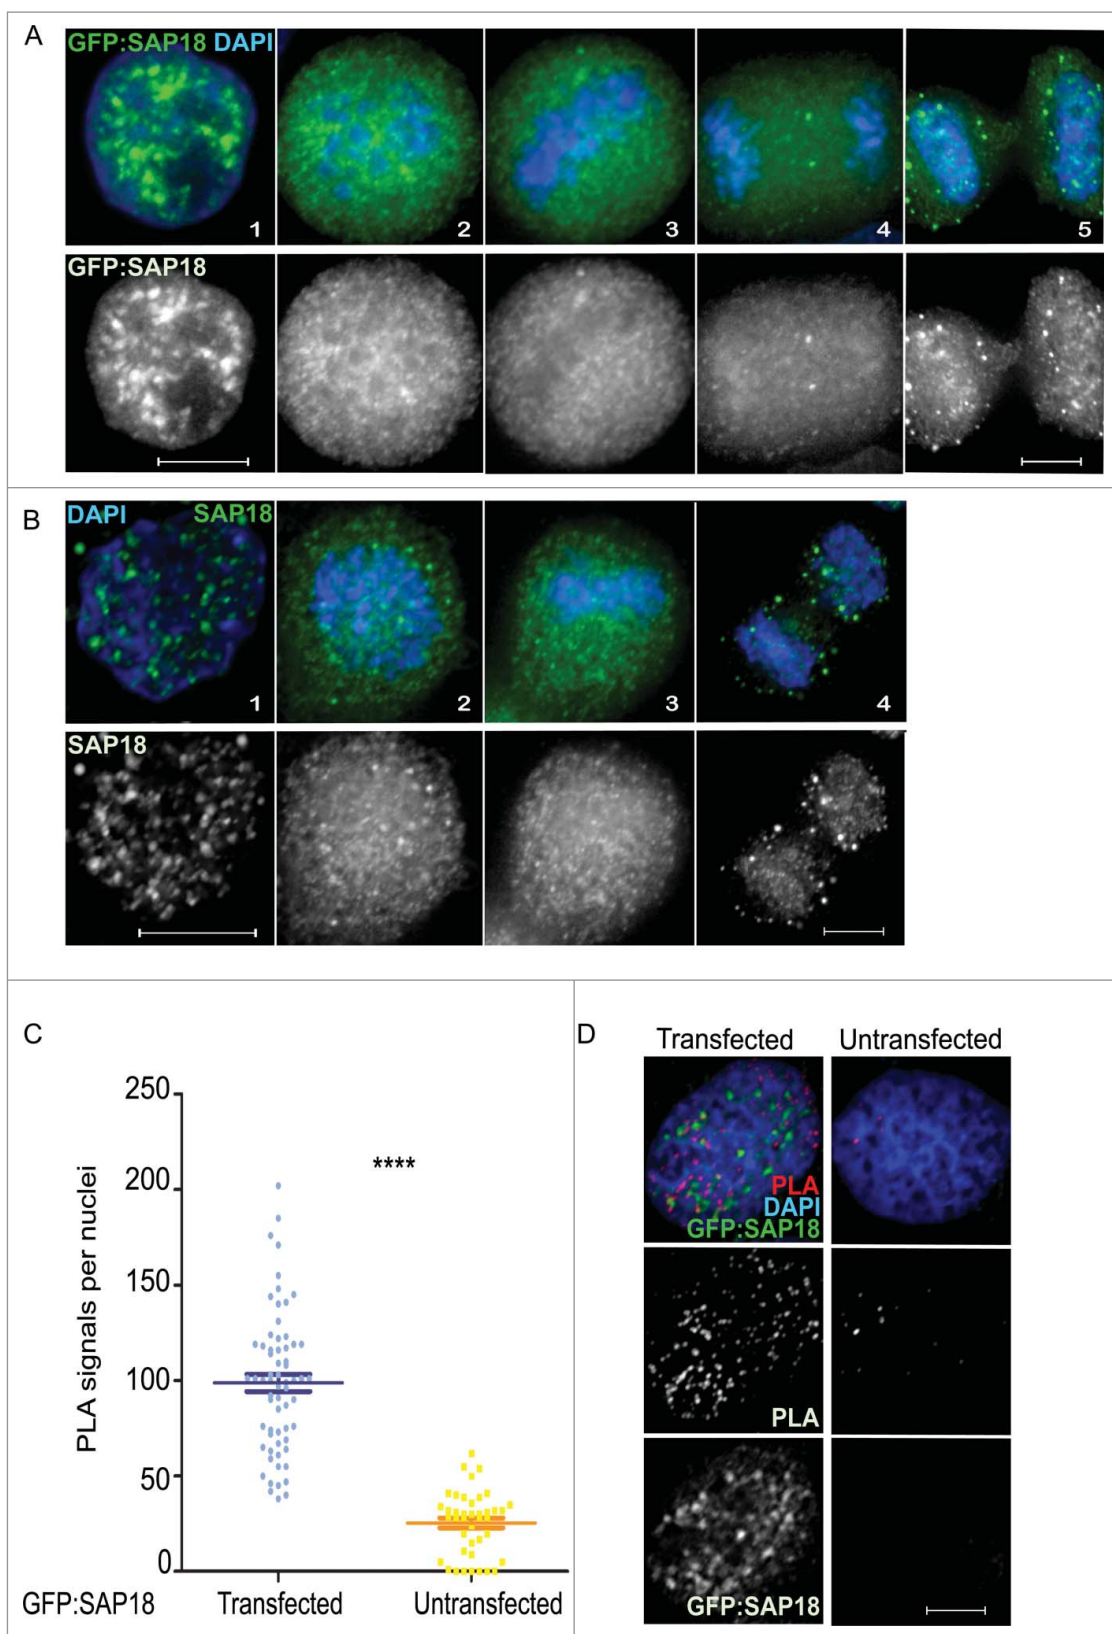 A
GFP:SAP18 DAPI
1
2
3
4
5
GFP:SAP18
B
DAPI SAP18
1
2
3
4
SAP18
C
250
200
150
100
50
0
PLA signals per nuclei
****
GFP:SAP18 Transfected Untransfected
D
Transfected Untransfected
PLA
DAPI
GFP:SAP18
PLA
GFP:SAP18